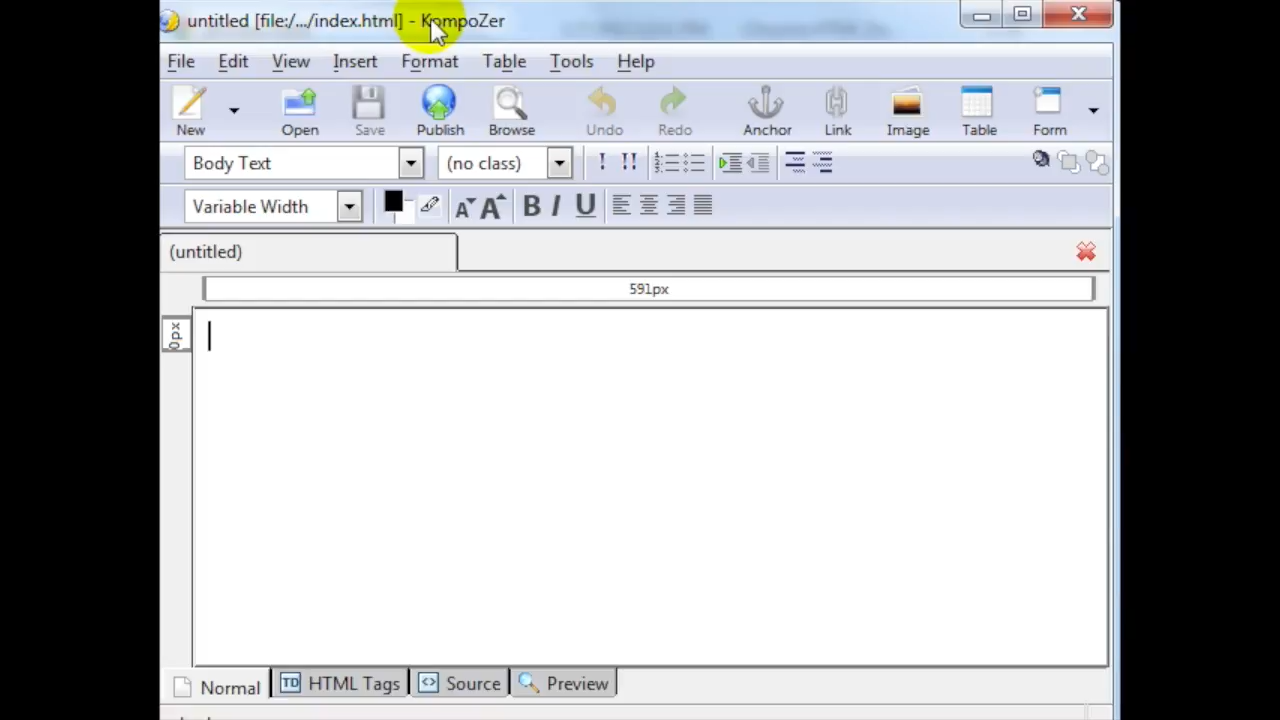 untitled [file:/.../index.html] - KompoZer
File Edit View Insert Format Table Tools Help
New Open Save Publish Browse Undo Redo Anchor Link Image Table Form
Body Text (no class) ! !!
Variable Width B I U
(untitled)
591px
0px
Normal TD HTML Tags Source Preview